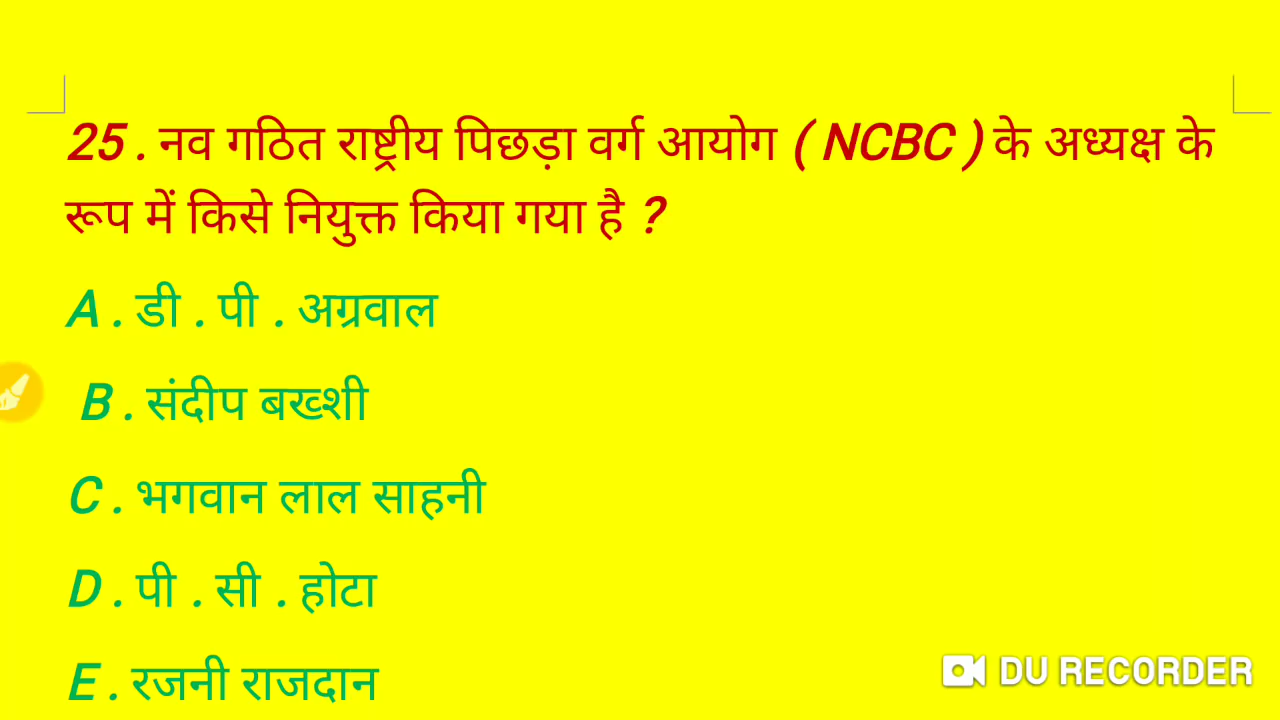 25 . नव गठित राष्ट्रीय पिछड़ा वर्ग आयोग ( NCBC ) के अध्यक्ष के
रूप में किसे नियुक्त किया गया है ?
A . डी . पी . अग्रवाल
B . संदीप बख्शी
C . भगवान लाल साहनी
D . पी . सी . होटा
E . रजनी राजदान
DU RECORDER